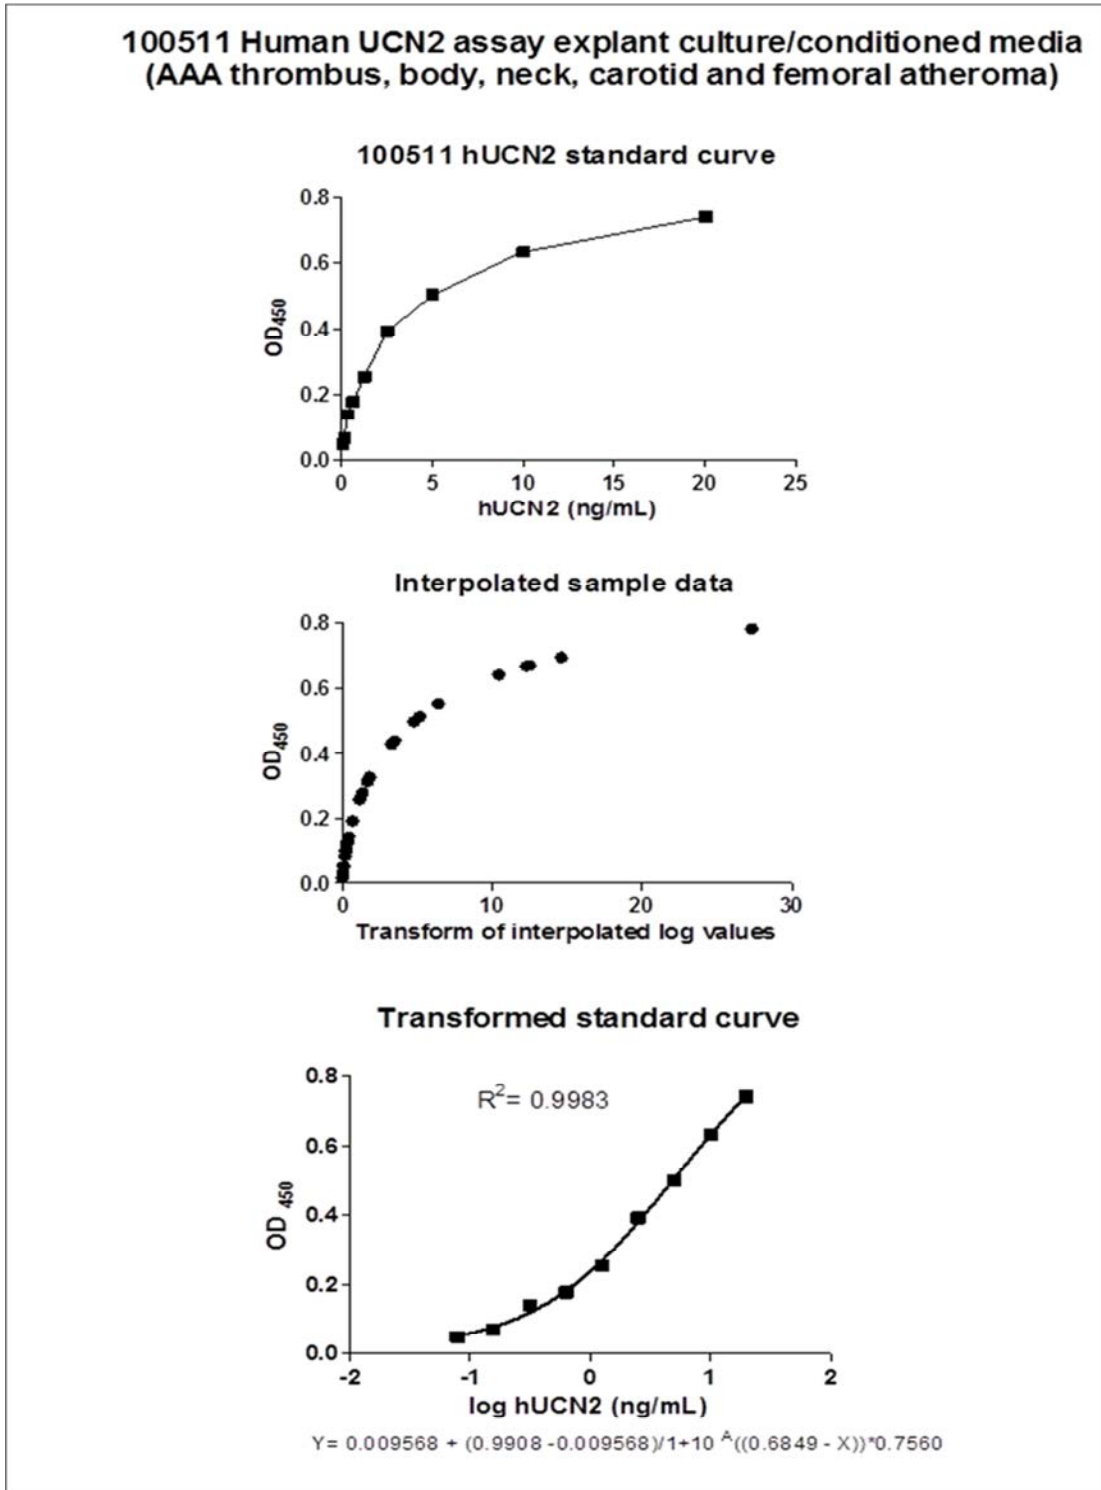 100511 Human UCN2 assay explant culture/conditioned media
(AAA thrombus, body, neck, carotid and femoral atheroma)
100511 hUCN2 standard curve
0.8
0.6
0.4
0.2
0.0
OD450
0 5 10 15 20 25
hUCN2 (ng/mL)
Interpolated sample data
0.8
0.6
0.4
0.2
0.0
OD450
0 10 20 30
Transform of interpolated log values
Transformed standard curve
R2= 0.9983
0.8
0.6
0.4
0.2
0.0
OD 450
-2 -1 0 1 2
log hUCN2 (ng/mL)
Y= 0.009568 + (0.9908 -0.009568)/1+10 A((0.6849 - X))*0.7560